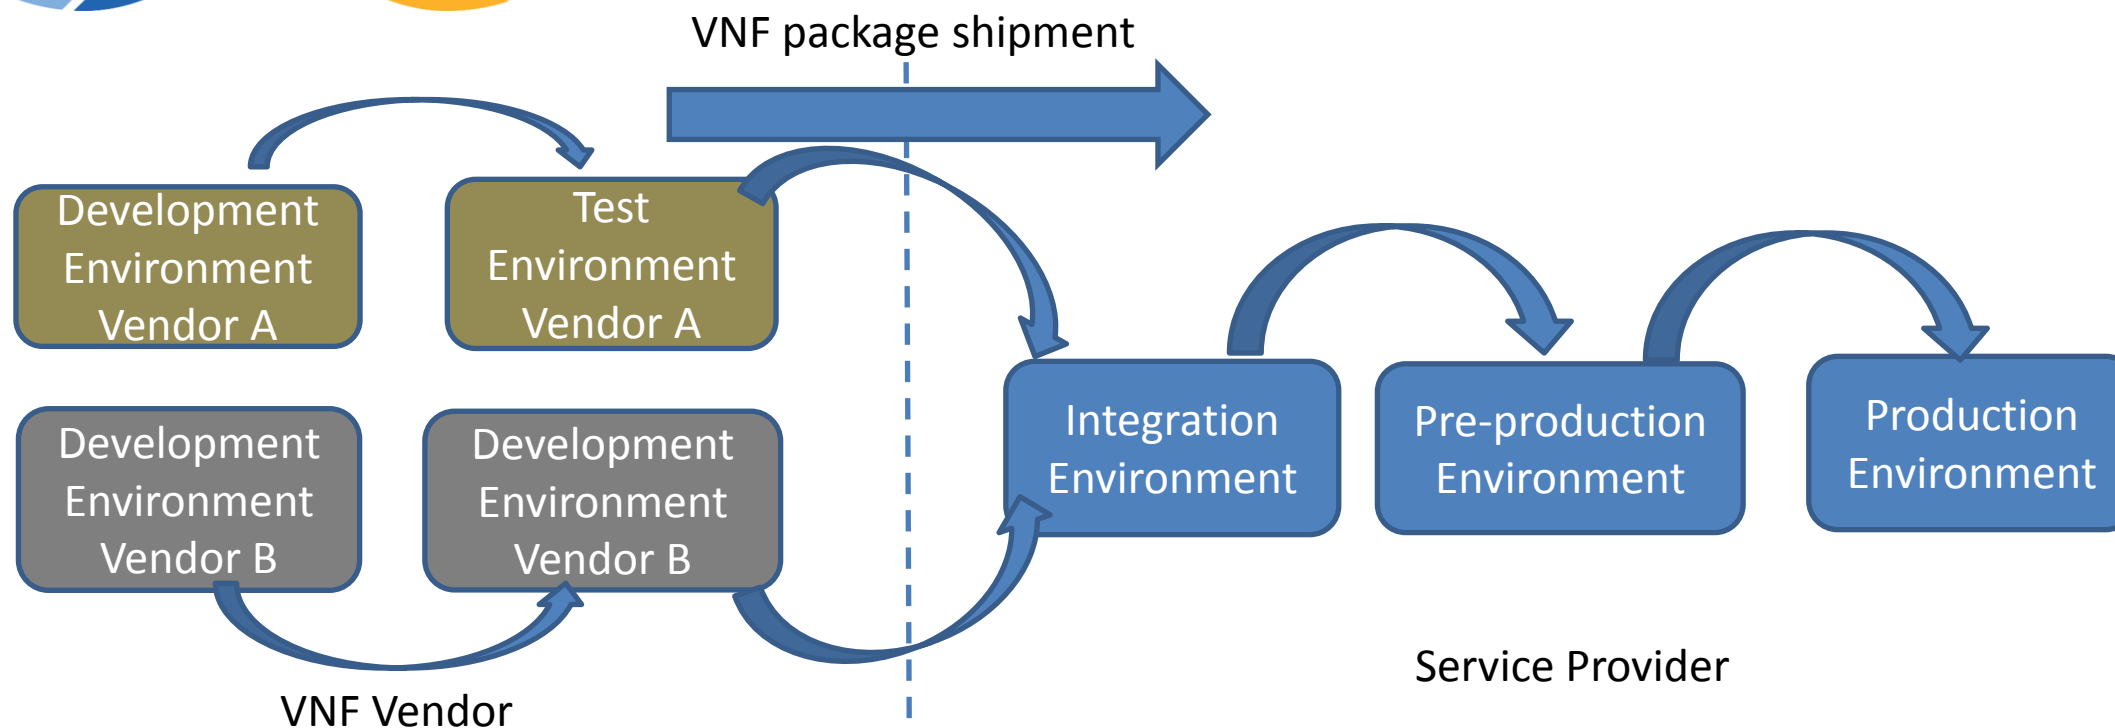 VNF package shipment
Development
Environment
Vendor A
Test
Environment
Vendor A
Development
Environment
Vendor B
Development
Environment
Vendor B
Integration
Environment
Pre-production
Environment
Production
Environment
VNF Vendor
Service Provider